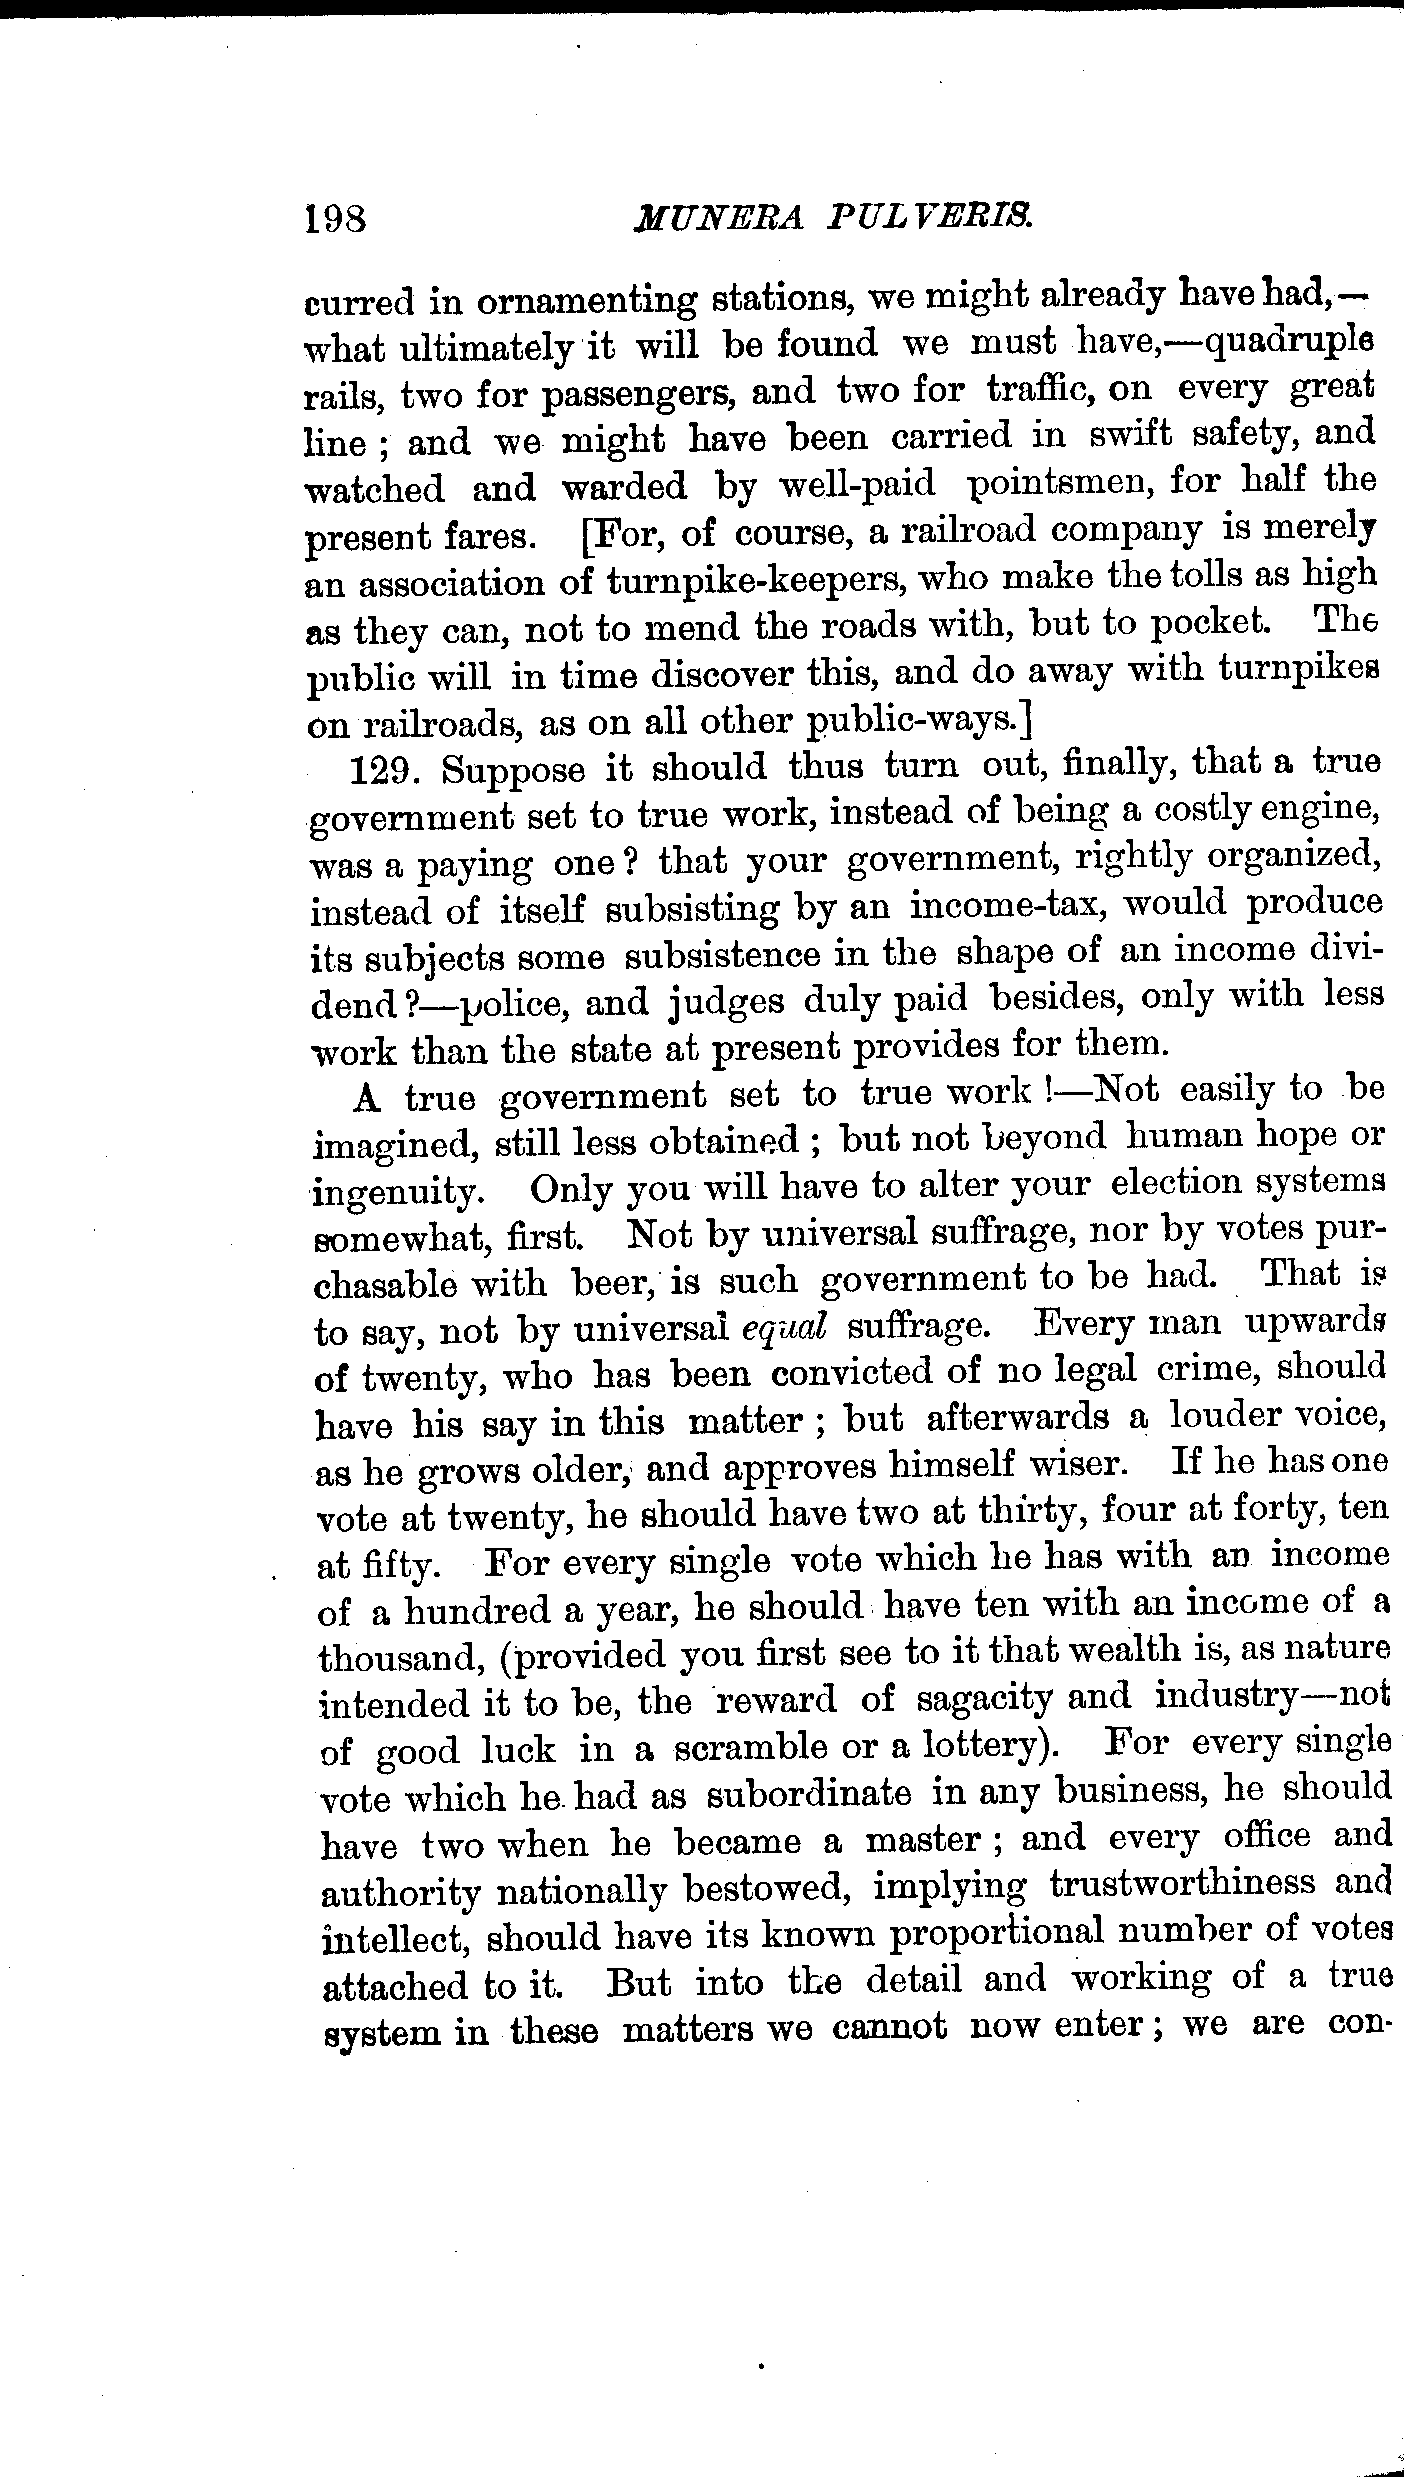 198 MUNERA PULVERIS.
curred in ornamenting stations, we might already have had,—
what ultimately it will be found we must have,—quadruple
rails, two for passengers, and two for traffic, on every great
line ; and we might have been carried in swift safety, and
watched and warded by well-paid pointsmen, for half the
present fares. [For, of course, a railroad company is merely
an association of turnpike-keepers, who make the tolls as high
as they can, not to mend the roads with, but to pocket. The
public will in time discover this, and do away with turnpikes
on railroads, as on all other public-ways.]
129. Suppose it should thus turn out, finally, that a true
government set to true work, instead of being a costly engine,
was a paying one ? that your government, rightly organized,
instead of itself subsisting by an income-tax, would produce
its subjects some subsistence in the shape of an income divi-
dend ?—police, and judges duly paid besides, only with less
work than the state at present provides for them.
A true government set to true work !—Not easily to be
imagined, still less obtained ; but not beyond human hope or
ingenuity. Only you will have to alter your election systems
somewhat, first. Not by universal suffrage, nor by votes pur-
chasable with beer, is such government to be had. That is
to say, not by universal equal suffrage. Every man upwards
of twenty, who has been convicted of no legal crime, should
have his say in this matter ; but afterwards a louder voice,
as he grows older, and approves himself wiser. If he has one
vote at twenty, he should have two at thirty, four at forty, ten
at fifty. For every single vote which he has with an income
of a hundred a year, he should have ten with an income of a
thousand, (provided you first see to it that wealth is, as nature
intended it to be, the reward of sagacity and industry—not
of good luck in a scramble or a lottery). For every single
vote which he had as subordinate in any business, he should
have two when he became a master ; and every office and
authority nationally bestowed, implying trustworthiness and
intellect, should have its known proportional number of votes
attached to it. But into the detail and working of a true
system in these matters we cannot now enter ; we are con-